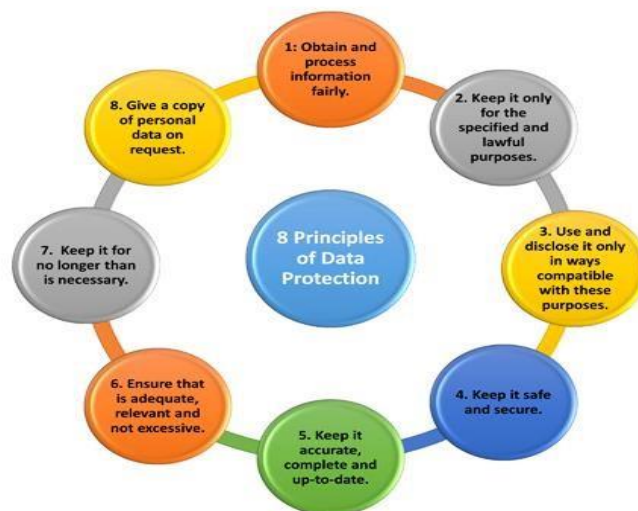 1: Obtain and
process
information
fairly.
2. Keep it only
for the
specified and
lawful
purposes.
3. Use and
disclose it only
in ways
compatible
with these
purposes.
4. Keep it safe
and secure.
5. Keep it
accurate,
complete and
up-to-date.
6. Ensure that
is adequate,
relevant and
not excessive.
7. Keep it for
no longer than
is necessary.
8. Give a copy
of personal
data on
request.
8 Principles
of Data
Protection